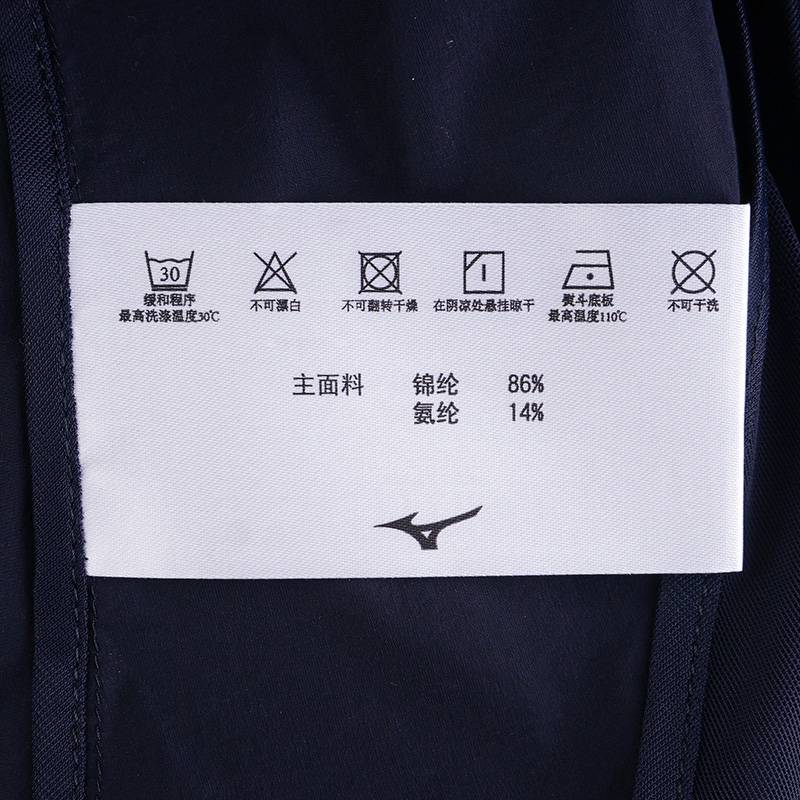 30
缓和程序
最高洗涤温度30℃
不可漂白
不可翻转干燥
在阴凉处悬挂晾干
熨斗底板
最高温度110℃
不可干洗
主面料 锦纶 86%
氨纶 14%